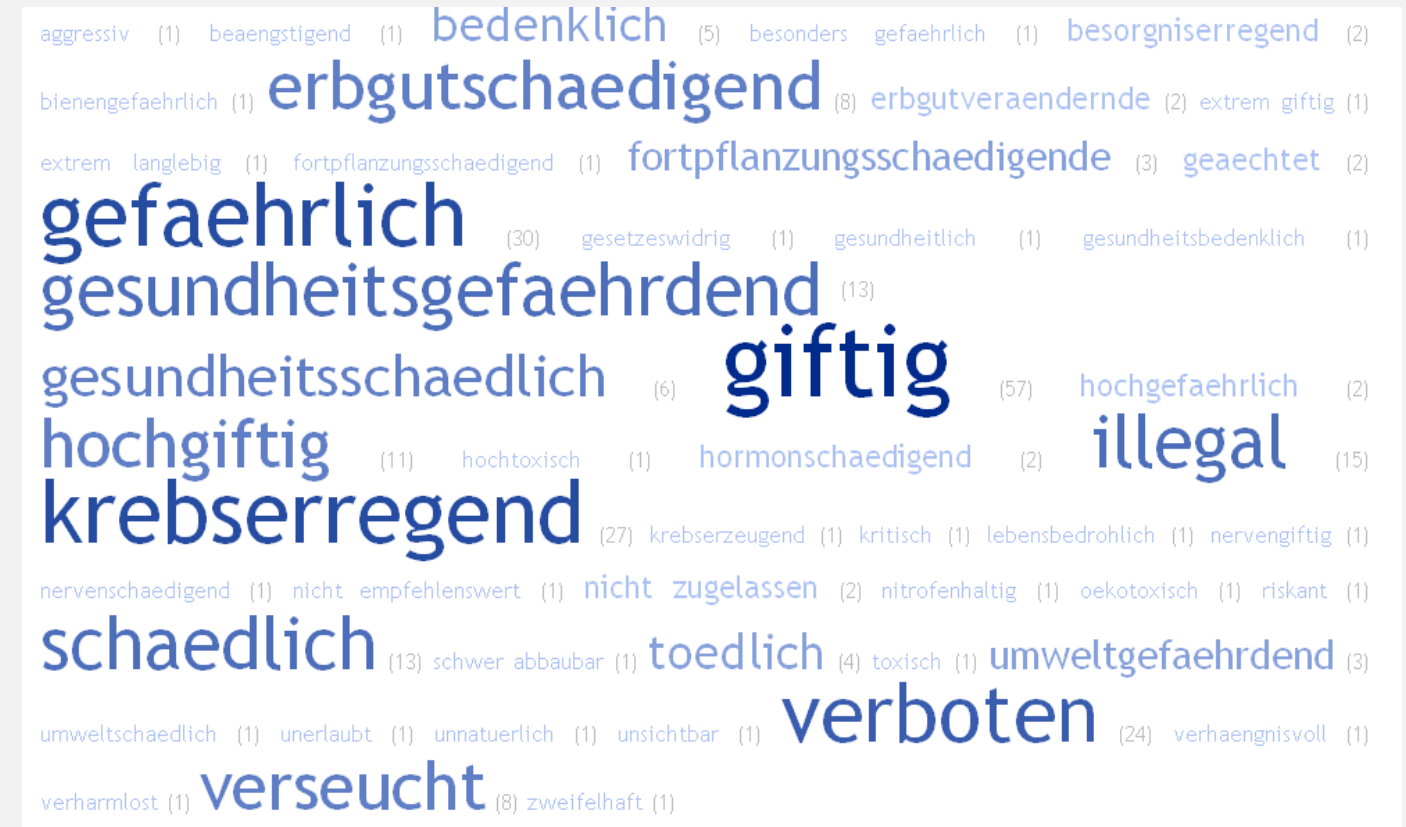 aggressiv (1) beaengstigend (1) bedenklich (5) besonders gefaehrlich (1) besorgniserregend (2)
bienengefaehrlich (1) erbgutschaedigend (8) erbgutveraendernde (2) extrem giftig (1)
extrem langlebig (1) fortpflanzungsschaedigend (1) fortpflanzungsschaedigende (3) geaechtet (2)
gefaehrlich (30) gesetzeswidrig (1) gesundheitlich (1) gesundheitsbedenklich (1)
gesundheitsgefaehrdend (13)
gesundheitsschaedlich (6) giftig (57) hochgefaehrlich (2)
hochgiftig (11) hochtoxisch (1) hormonschaedigend (2) illegal (15)
krebserregend (27) krebserzeugend (1) kritisch (1) lebensbedrohlich (1) nervengiftig (1)
nervenschaedigend (1) nicht empfehlenswert (1) nicht zugelassen (2) nitrofenhaltig (1) oekotoxisch (1) riskant (1)
schaedlich (13) schwer abbaubar (1) toedlich (4) toxisch (1) umweltgefaehrdend (3)
umweltschaedlich (1) unerlaubt (1) unnatuerlich (1) unsichtbar (1) verboten (24) verhaengnisvoll (1)
verharmlost (1) verseucht (8) zweifelhaft (1)